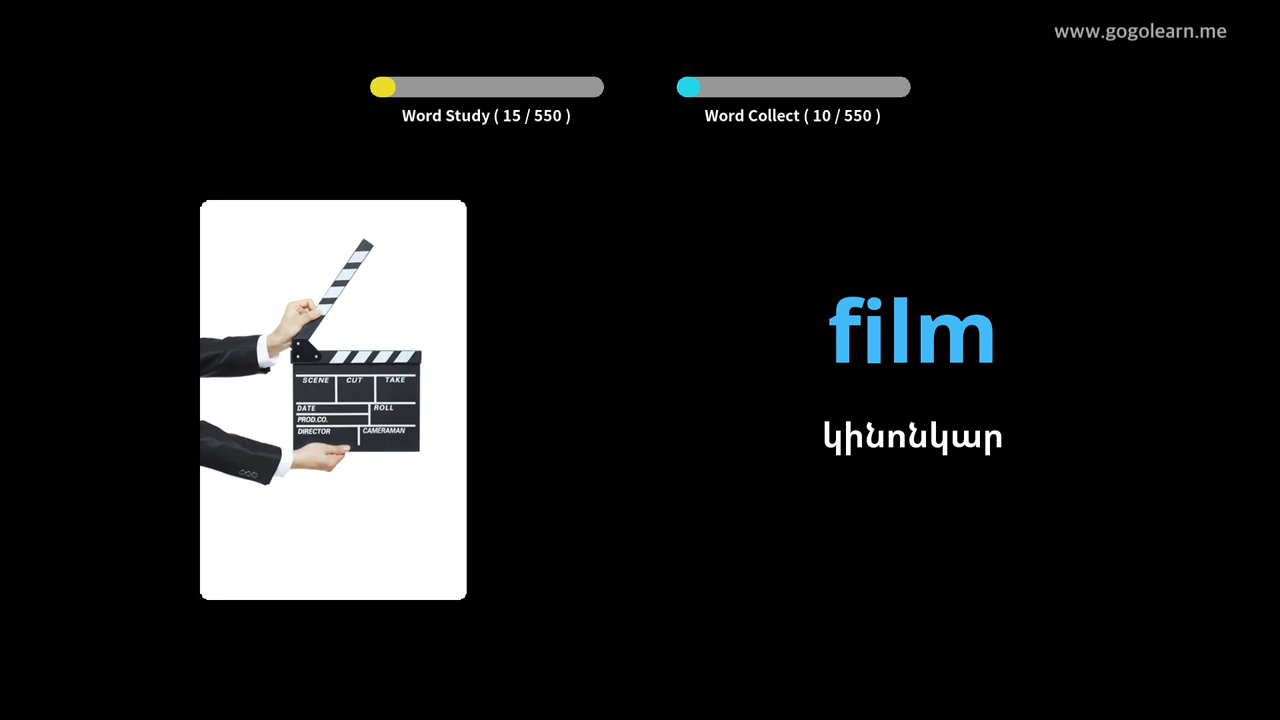 www.gogolearn.me
Word Study ( 15 / 550 )
Word Collect ( 10 / 550 )
SCENE CUT TAKE
DATE ROLL
PROD.CO.
DIRECTOR CAMERAMAN
film
կինոնկար